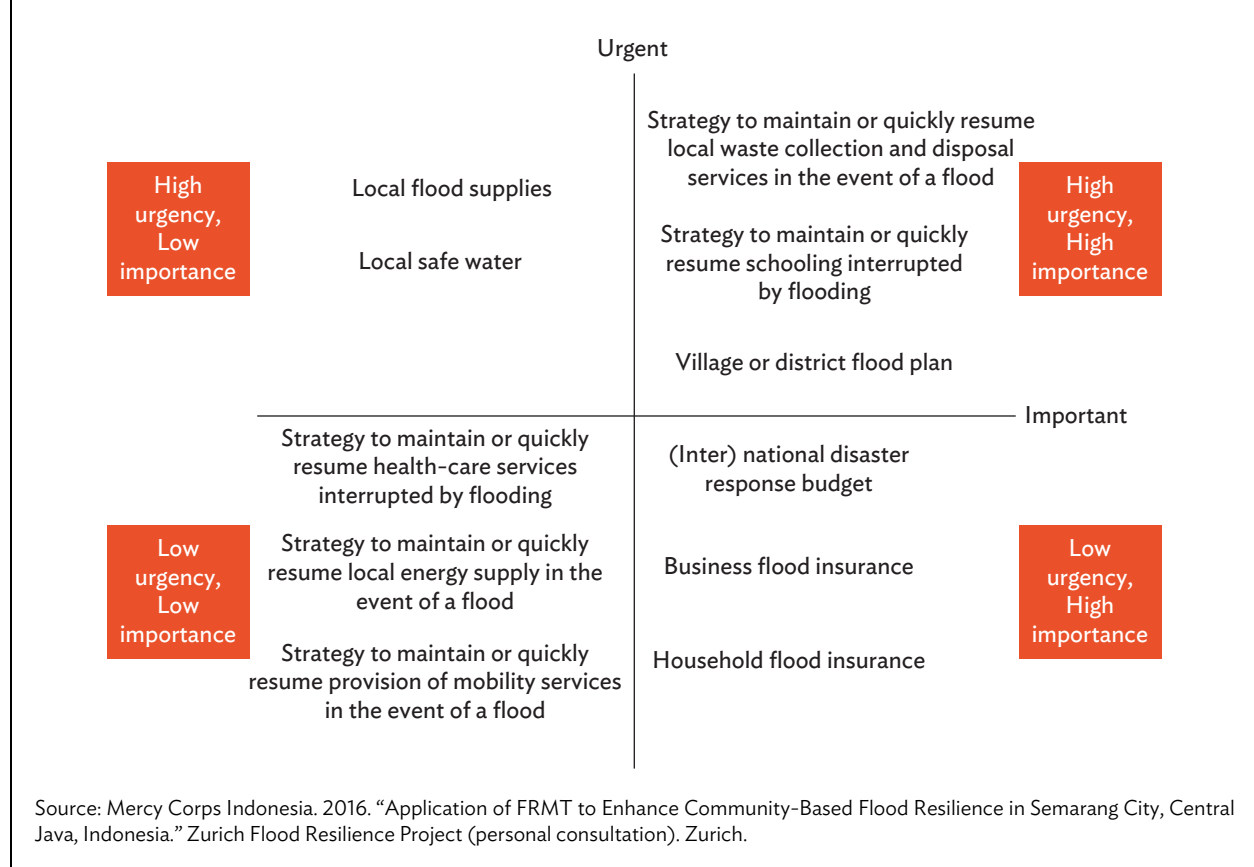 Urgent
High
urgency,
Low
importance
Local flood supplies
Local safe water
Strategy to maintain or quickly resume
local waste collection and disposal
services in the event of a flood
Strategy to maintain or quickly
resume schooling interrupted
by flooding
Village or district flood plan
High
urgency,
High
importance
Important
Low
urgency,
Low
importance
Strategy to maintain or quickly
resume health-care services
interrupted by flooding
Strategy to maintain or quickly
resume local energy supply in the
event of a flood
Strategy to maintain or quickly
resume provision of mobility services
in the event of a flood
(Inter) national disaster
response budget
Business flood insurance
Household flood insurance
Low
urgency,
High
importance
Source: Mercy Corps Indonesia. 2016. “Application of FRMT to Enhance Community-Based Flood Resilience in Semarang City, Central
Java, Indonesia.” Zurich Flood Resilience Project (personal consultation). Zurich.